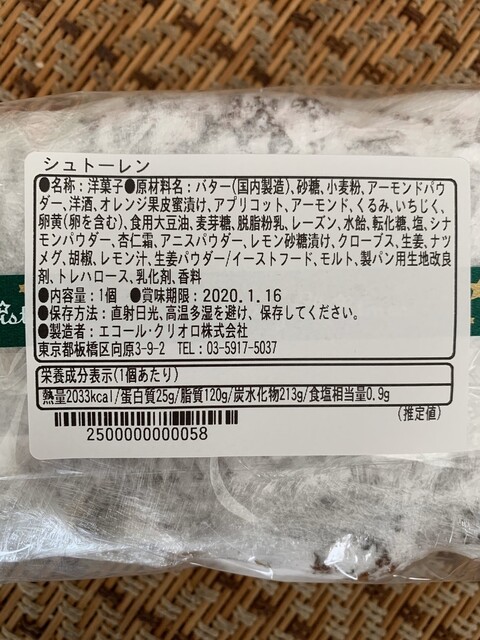 シュトーレン
●名称：洋菓子●原材料名：バター(国内製造)、砂糖、小麦粉、アーモンドパウ
ダー、洋酒、オレンジ果皮蜜漬け、アプリコット、アーモンド、くるみ、いちじく、
卵黄(卵を含む)、食用大豆油、麦芽糖、脱脂粉乳、レーズン、水飴、転化糖、塩、シナ
モンパウダー、杏仁霜、アニスパウダー、レモン砂糖漬け、クローブス、生姜、ナツ
メグ、胡椒、レモン汁、生姜パウダー/イーストフード、モルト、製パン用生地改良
剤、トレハロース、乳化剤、香料
●内容量：1個 ●賞味期限：2020.1.16
●保存方法：直射日光、高温多湿を避け、保存してください。
●製造者：エコール・クリオロ株式会社
東京都板橋区向原3-9-2 TEL：03-5917-5037
栄養成分表示(1個あたり)
熱量2033kcal/蛋白質25g/脂質120g/炭水化物213g/食塩相当量0.9g
(推定値)
2500000000058